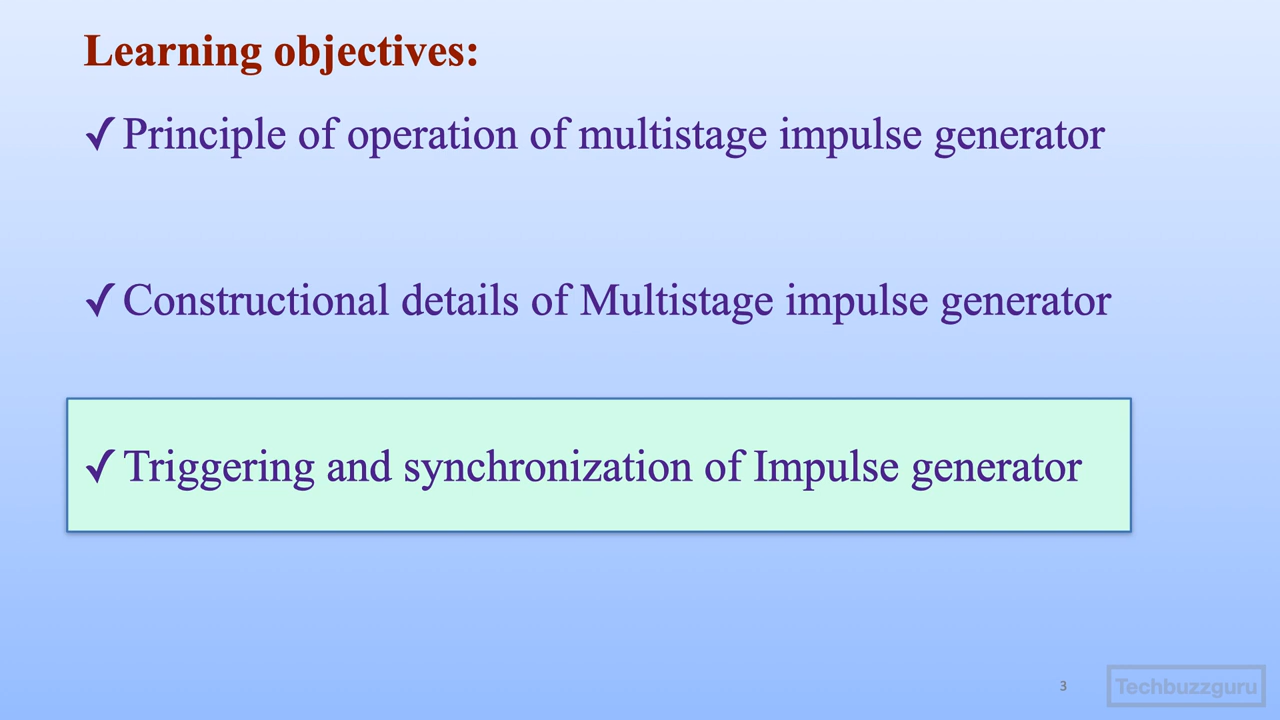 Learning objectives:
✓ Principle of operation of multistage impulse generator
✓ Constructional details of Multistage impulse generator
✓ Triggering and synchronization of Impulse generator
3
Techbuzzguru